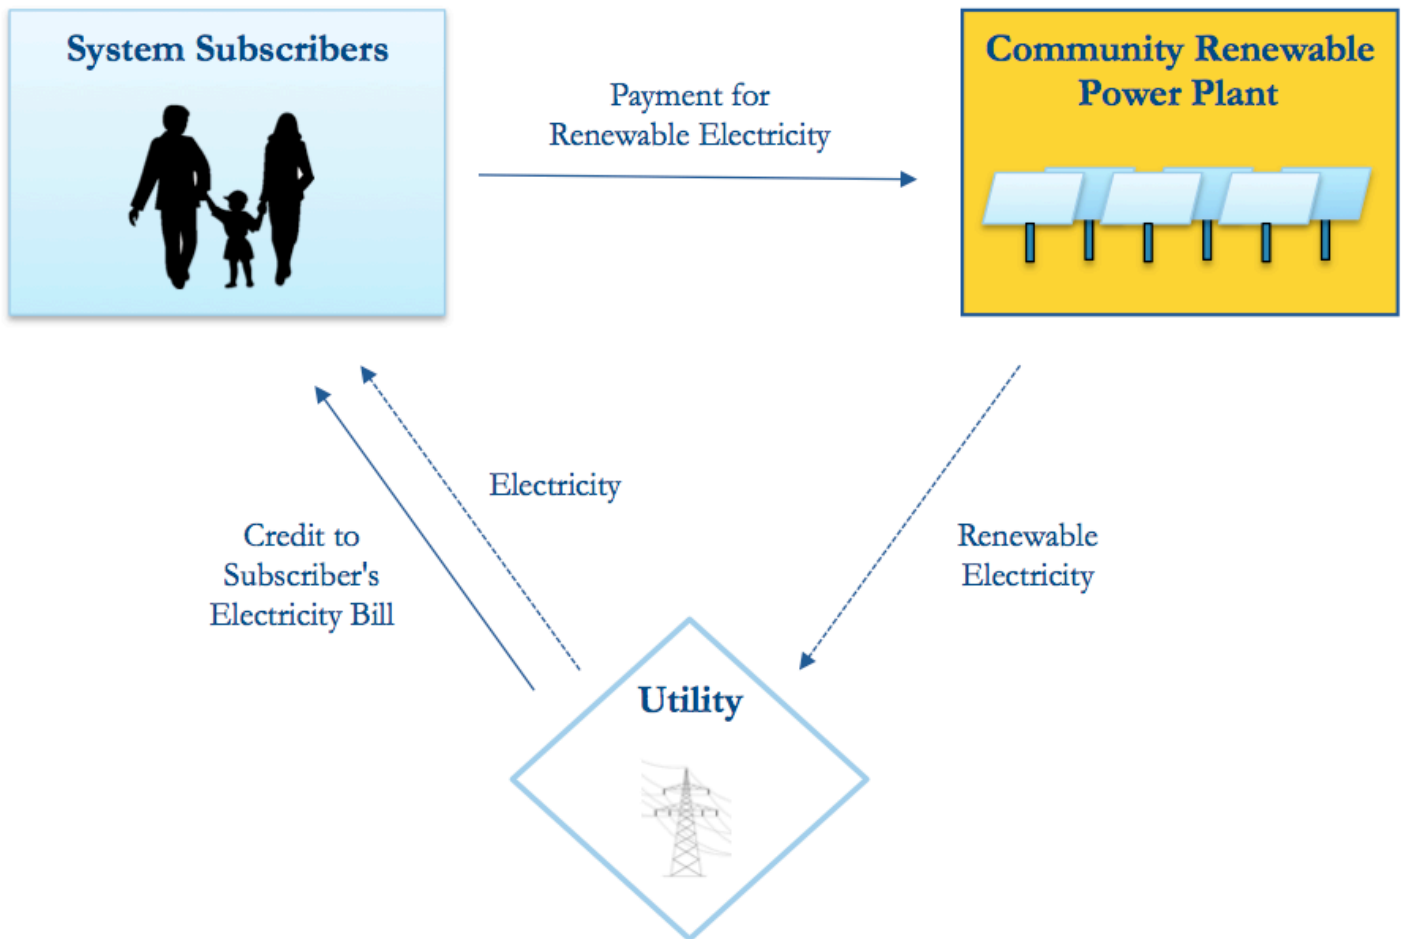 System Subscribers
Payment for
Renewable Electricity
Community Renewable
Power Plant
Electricity
Credit to
Subscriber's
Electricity Bill
Renewable
Electricity
Utility